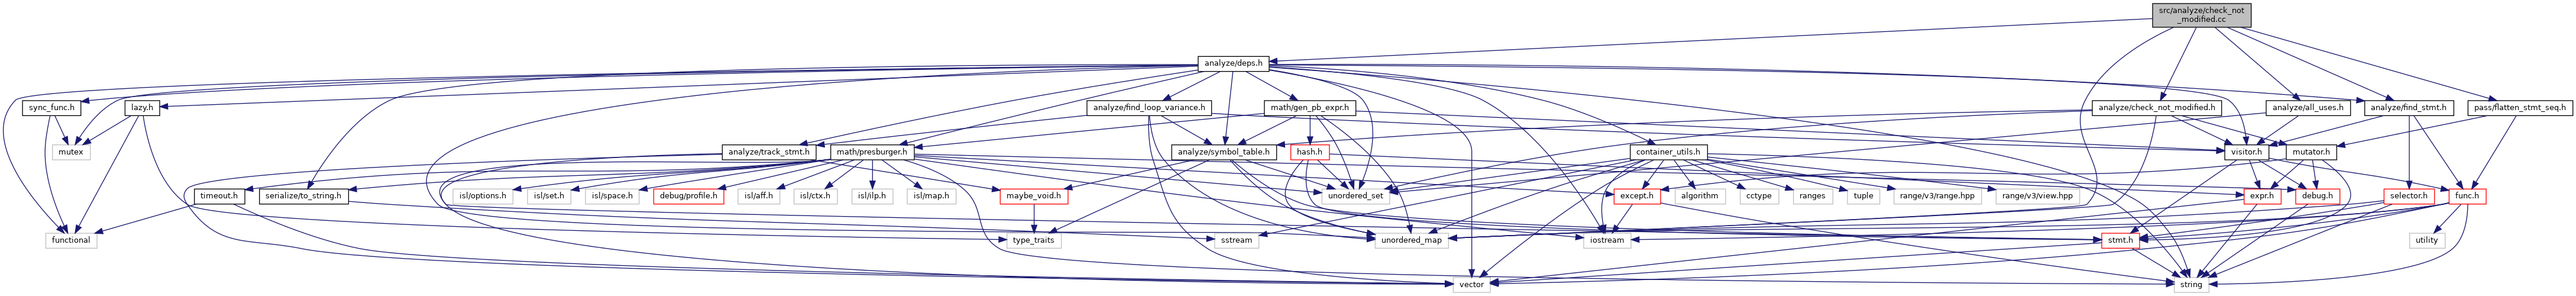 src/analyze/check_not
_modified.cc
analyze/deps.h
sync_func.h
lazy.h
analyze/find_loop_variance.h
math/gen_pb_expr.h
analyze/check_not_modified.h
analyze/all_uses.h
analyze/find_stmt.h
pass/flatten_stmt_seq.h
mutex
analyze/track_stmt.h
math/presburger.h
analyze/symbol_table.h
hash.h
container_utils.h
visitor.h
mutator.h
timeout.h
serialize/to_string.h
isl/options.h
isl/set.h
isl/space.h
debug/profile.h
isl/aff.h
isl/ctx.h
isl/ilp.h
isl/map.h
maybe_void.h
unordered_set
except.h
algorithm
cctype
ranges
tuple
range/v3/range.hpp
range/v3/view.hpp
expr.h
debug.h
selector.h
func.h
functional
type_traits
sstream
unordered_map
iostream
stmt.h
utility
vector
string